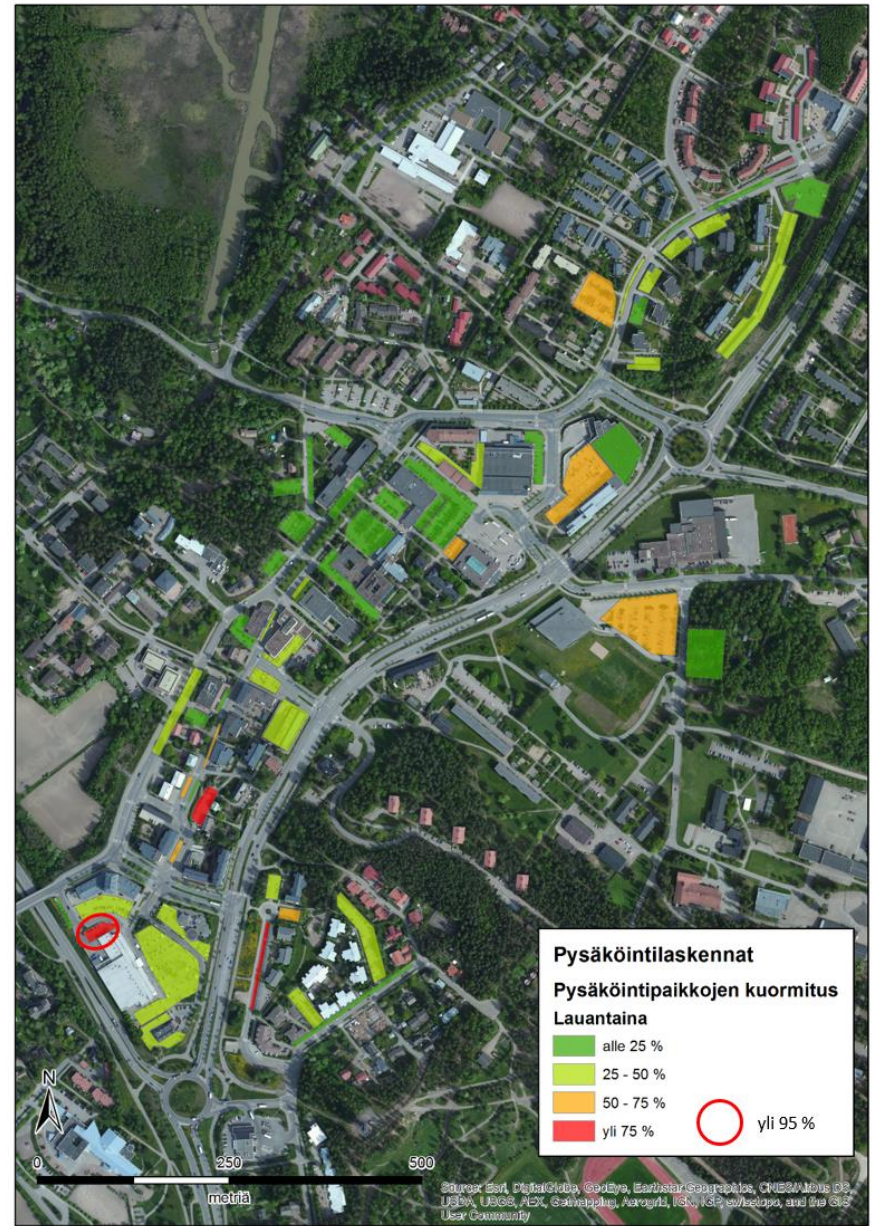 Pysäköintilaskennat
Pysäköintipaikkojen kuormitus
Lauantaina
alle 25 %
25 - 50 %
50 - 75 %
yli 75 %
yli 95 %
N
0 250 500
metriä
Source: Esri, DigitalGlobe, GeoEye, Earthstar Geographics, CNES/Airbus DS,
USDA, USGS, AEX, Getmapping, Aerogrid, IGN, IGP, swisstopo, and the GIS
User Community